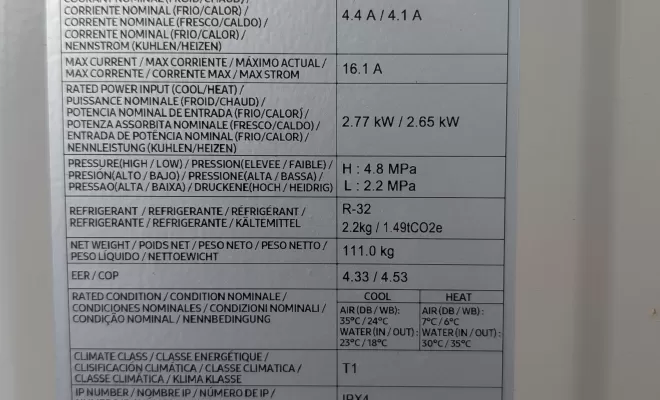 COURANT NOMINAL (FROID/CHAUD) /
CORRIENTE NOMINAL (FRIO/CALOR) /
CORRENTE NOMINALE (FRESCO/CALDO) /
CORRENTE NOMINAL (FRIO/CALOR) /
NENNSTROM (KUHLEN/HEIZEN)
4.4 A / 4.1 A
MAX CURRENT / MAX CORRIENTE / MÁXIMO ACTUAL /
MAX CORRENTE / CORRENTE MAX / MAX STROM
16.1 A
RATED POWER INPUT (COOL/HEAT) /
PUISSANCE NOMINALE (FROID/CHAUD) /
POTENCIA NOMINAL DE ENTRADA (FRIO/CALOR) /
POTENZA ASSORBITA NOMINALE (FRESCO/CALDO) /
ENTRADA DE POTÊNCIA NOMINAL (FRIO/CALOR) /
NENNLEISTUNG (KUHLEN/HEIZEN)
2.77 kW / 2.65 kW
PRESSURE(HIGH / LOW) / PRESSION(ELEVEE / FAIBLE) /
PRESIÓN(ALTO / BAJO) / PRESSIONE(ALTA / BASSA) /
PRESSAO(ALTA / BAIXA) / DRUCKENE(HOCH / HEIDRIG)
H : 4.8 MPa
L : 2.2 MPa
REFRIGERANT / REFRIGERANTE / RÉFRIGÉRANT /
REFRIGERANTE / REFRIGERANTE / KÄLTEMITTEL
R-32
2.2kg / 1.49tCO2e
NET WEIGHT / POIDS NET / PESO NETO / PESO NETTO /
PESO LÍQUIDO / NETTOEWICHT
111.0 kg
EER / COP
4.33 / 4.53
RATED CONDITION / CONDITION NOMINALE /
CONDICIONES NOMINALES / CONDIZIONI NOMINALI /
CONDIÇÃO NOMINAL / NENNBEDINGUNG
COOL
AIR (DB / WB):
35℃ / 24℃
WATER (IN / OUT) :
23℃ / 18℃
HEAT
AIR (DB / WB) :
7℃ / 6℃
WATER(IN / OUT) :
30℃ / 35℃
CLIMATE CLASS / CLASSE ENERGÉTIQUE /
CLISIFICACIÓN CLIMÁTICA / CLASSE CLIMATICA /
CLASSE CLIMÁTICA / KLIMA KLASSE
T1
IP NUMBER / NOMBRE IP / NÚMERO DE IP /
IPX4